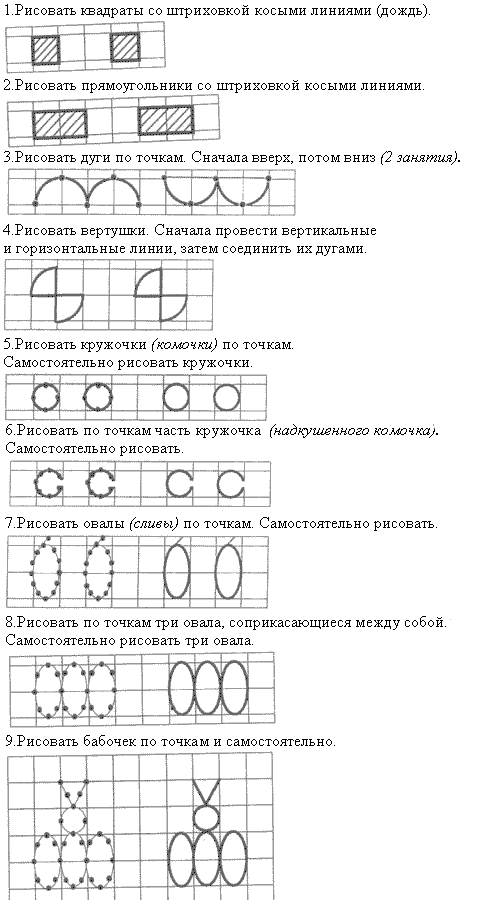 1.Рисовать квадраты со штриховкой косыми линиями (дождь).
2.Рисовать прямоугольники со штриховкой косыми линиями.
3.Рисовать дуги по точкам. Сначала вверх, потом вниз (2 занятия).
4.Рисовать вертушки. Сначала провести вертикальные
и горизонтальные линии, затем соединить их дугами.
5.Рисовать кружочки (комочки) по точкам.
Самостоятельно рисовать кружочки.
6.Рисовать по точкам часть кружочка (надкушенного комочка).
Самостоятельно рисовать.
7.Рисовать овалы (сливы) по точкам. Самостоятельно рисовать.
8.Рисовать по точкам три овала, соприкасающиеся между собой.
Самостоятельно рисовать три овала.
9.Рисовать бабочек по точкам и самостоятельно.